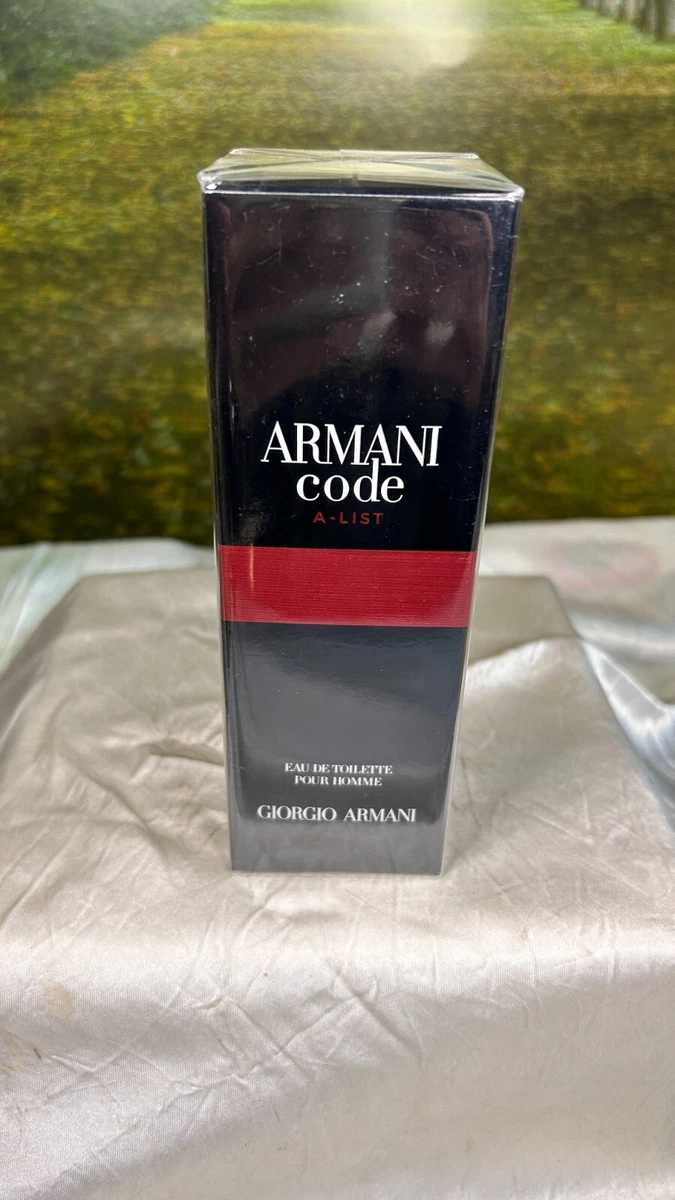 ARMANI
code
A-LIST
EAU DE TOILETTE
POUR HOMME
GIORGIO ARMANI